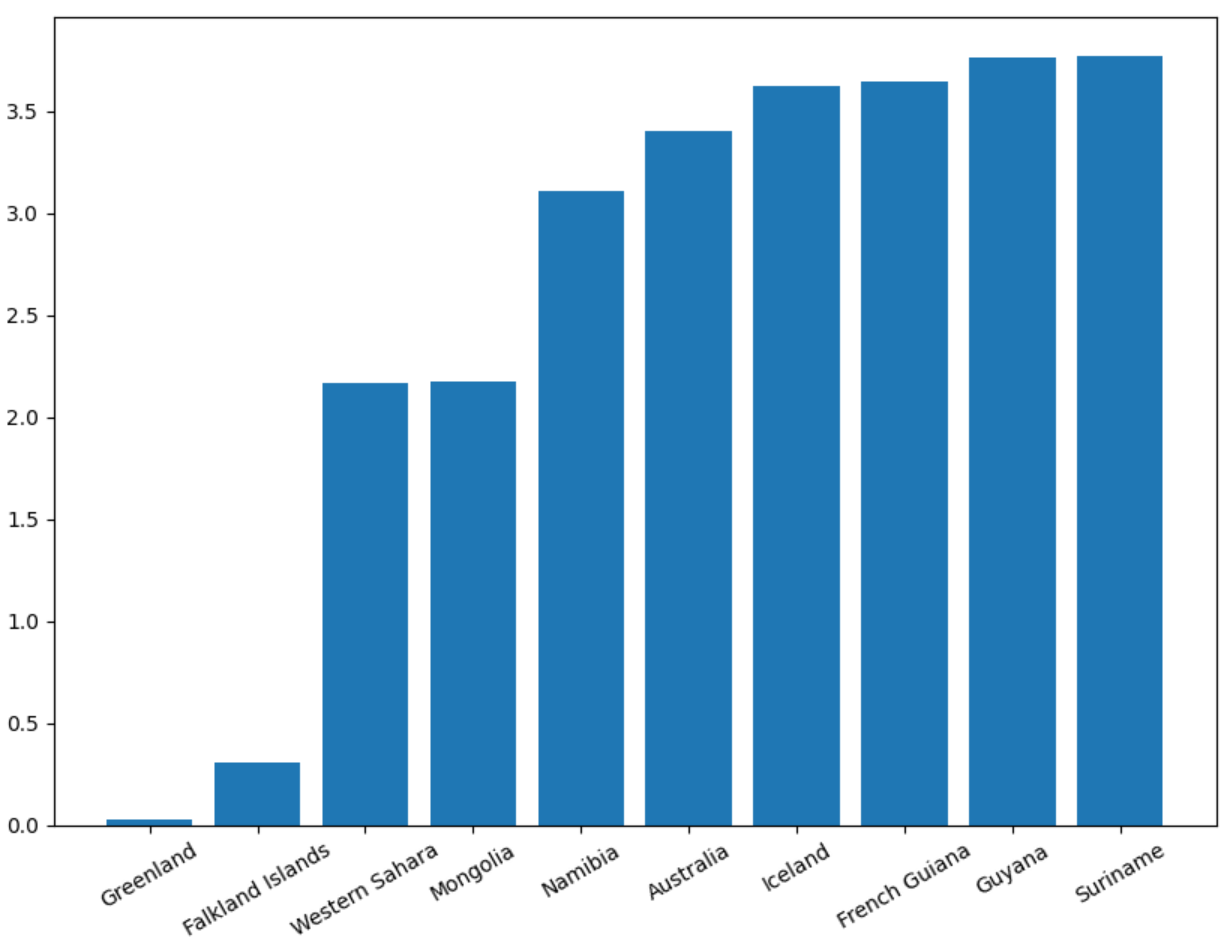 3.5
3.0
2.5
2.0
1.5
1.0
0.5
0.0
Greenland
Falkland Islands
Western Sahara
Mongolia
Namibia
Australia
Iceland
French Guiana
Guyana
Suriname